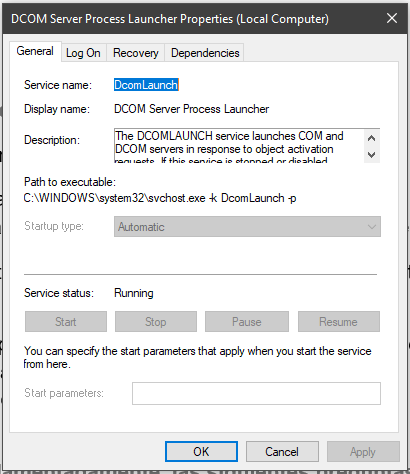 DCOM Server Process Launcher Properties (Local Computer)
General Log On Recovery Dependencies
Service name: DcomLaunch
Display name: DCOM Server Process Launcher
Description: The DCOMLAUNCH service launches COM and
DCOM servers in response to object activation
requests. If this service is stopped or disabled
Path to executable:
C:\WINDOWS\system32\svchost.exe -k DcomLaunch -p
Startup type: Automatic
Service status: Running
Start Stop Pause Resume
You can specify the start parameters that apply when you start the service
from here.
Start parameters:
OK Cancel Apply